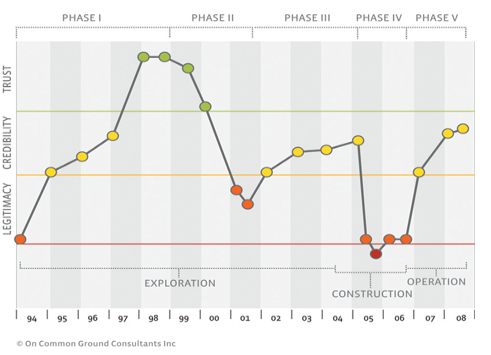 PHASE I PHASE II PHASE III PHASE IV PHASE V
TRUST
CREDIBILITY
LEGITIMACY
EXPLORATION
OPERATION
CONSTRUCTION
94 95 96 97 98 99 00 01 02 03 04 05 06 07 08
© On Common Ground Consultants Inc